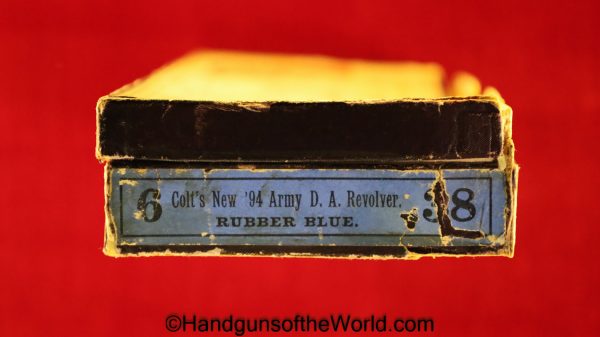 6 Colt's New '94 Army D. A. Revolver. 38
RUBBER BLUE.
©HandgunsoftheWorld.com